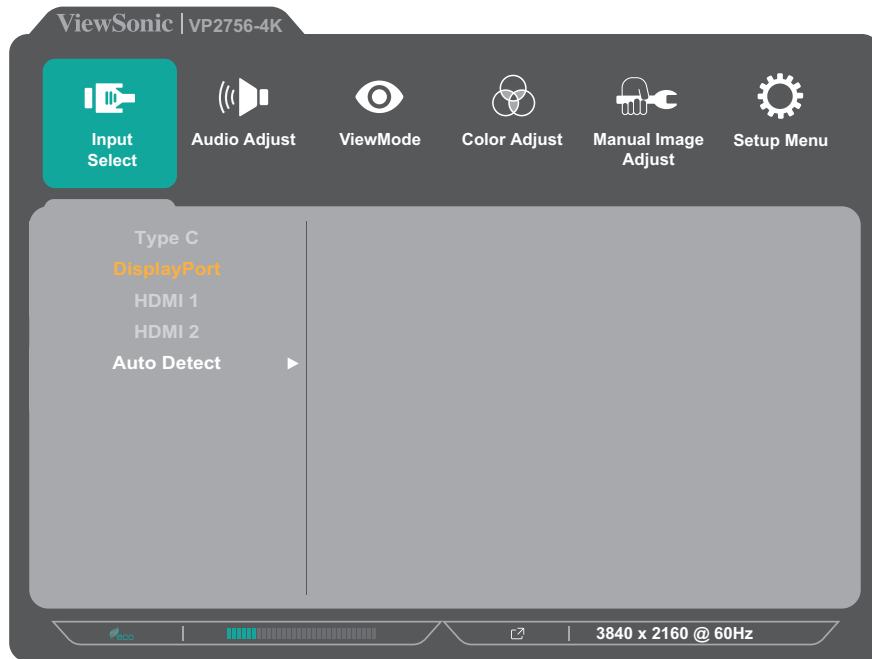 ViewSonic | VP2756-4K
Input
Select
Audio Adjust
ViewMode
Color Adjust
Manual Image
Adjust
Setup Menu
Type C
DisplayPort
HDMI 1
HDMI 2
Auto Detect
eco
3840 x 2160 @ 60Hz